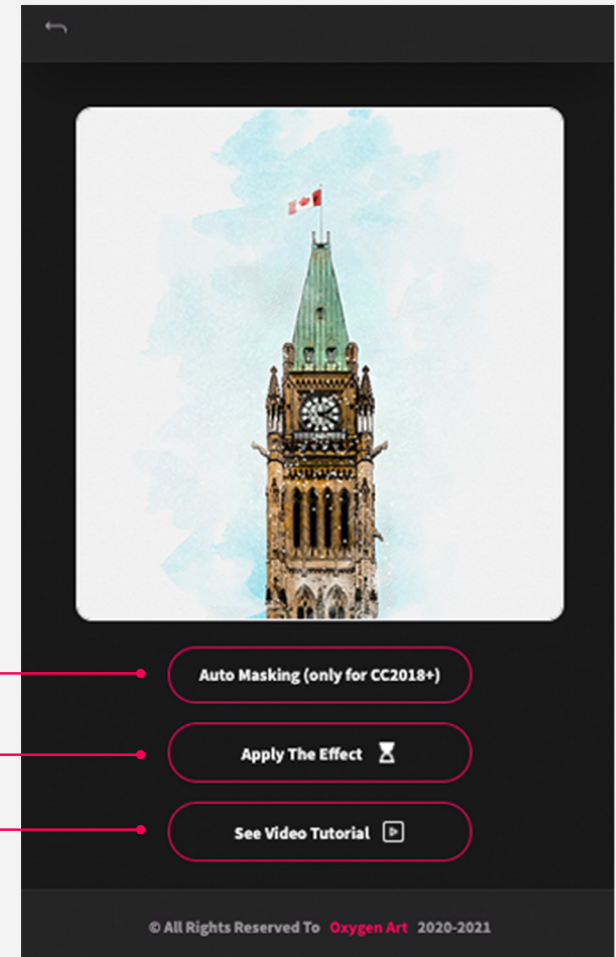 Auto Masking (only for CC2018+)
Apply The Effect
See Video Tutorial
© All Rights Reserved To Oxygen Art 2020-2021